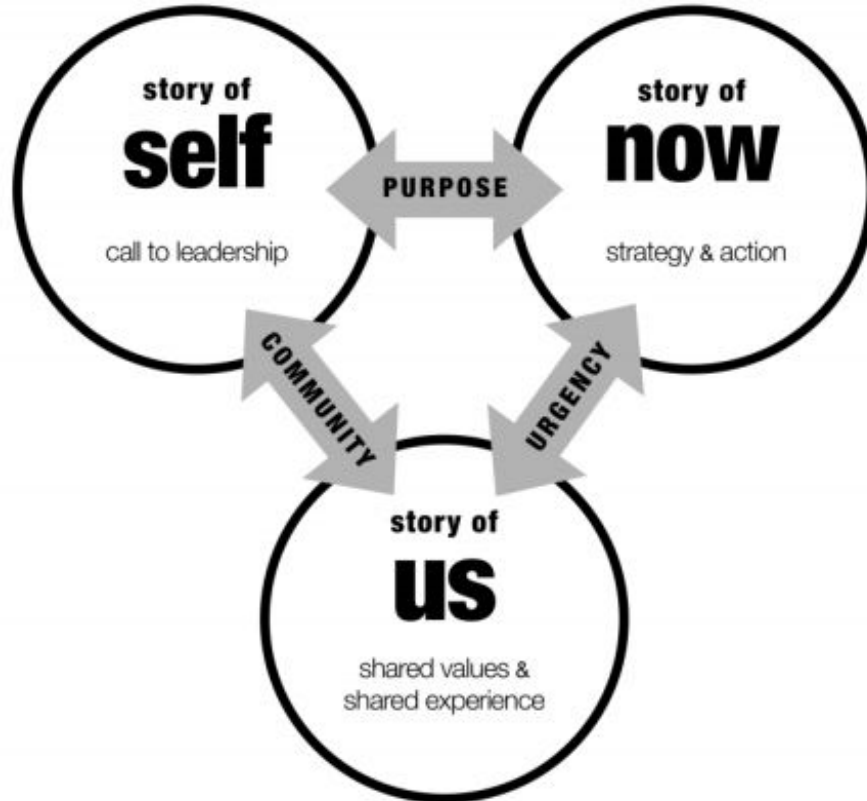 story of
self
call to leadership
PURPOSE
story of
now
strategy & action
COMMUNITY
URGENCY
story of
us
shared values &
shared experience